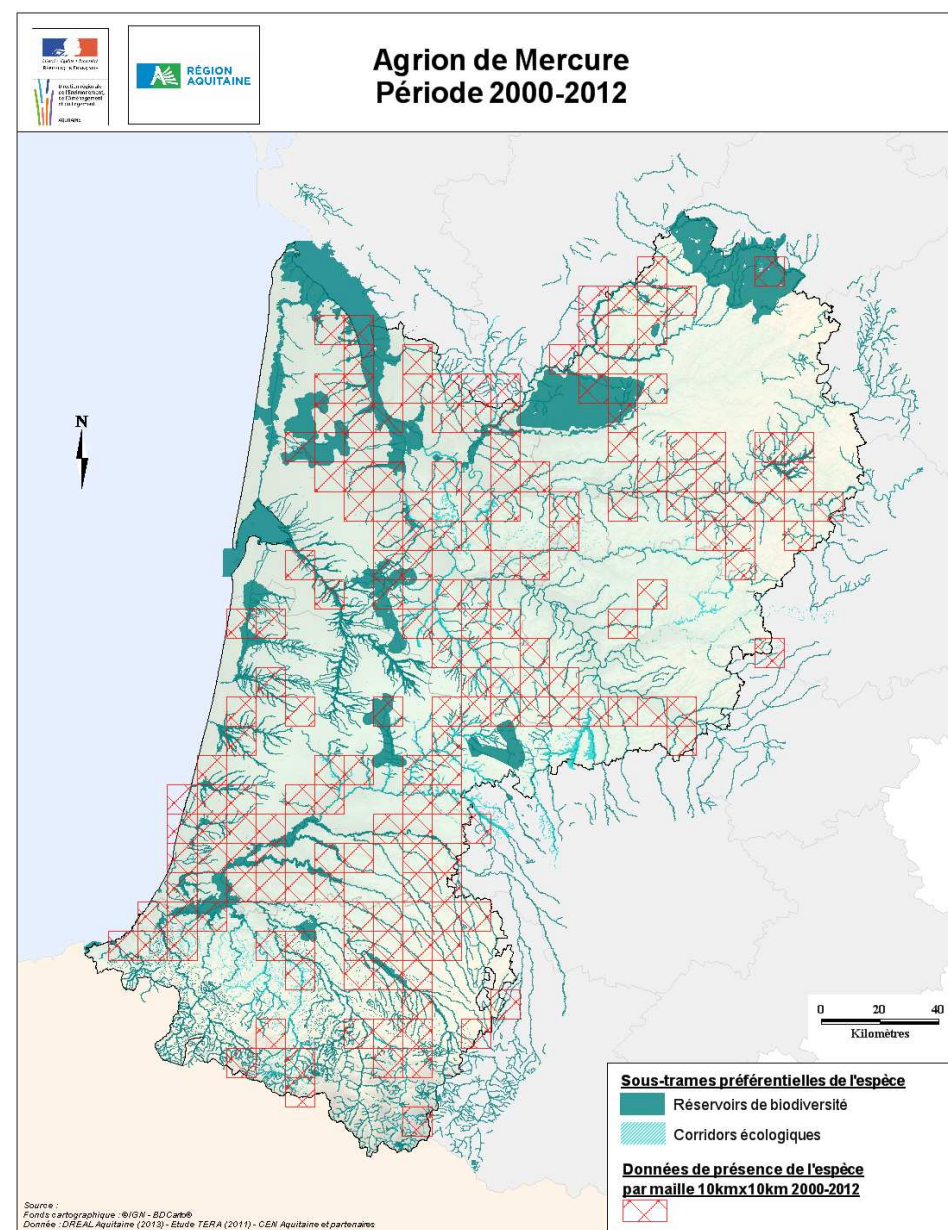 RÉGION
AQUITAINE
Agrion de Mercure
Période 2000-2012
AQUITAINE
N
0 20 40
Kilomètres
Sous-trames préférentielles de l'espèce
Réservoirs de biodiversité
Corridors écologiques
Données de présence de l'espèce
par maille 10kmx10km 2000-2012
Source :
Fonds cartographique : ®IGN - BDCarto®
Donnée : DREAL Aquitaine (2013) - Etude TERA (2011) - CEN Aquitaine et partenaires